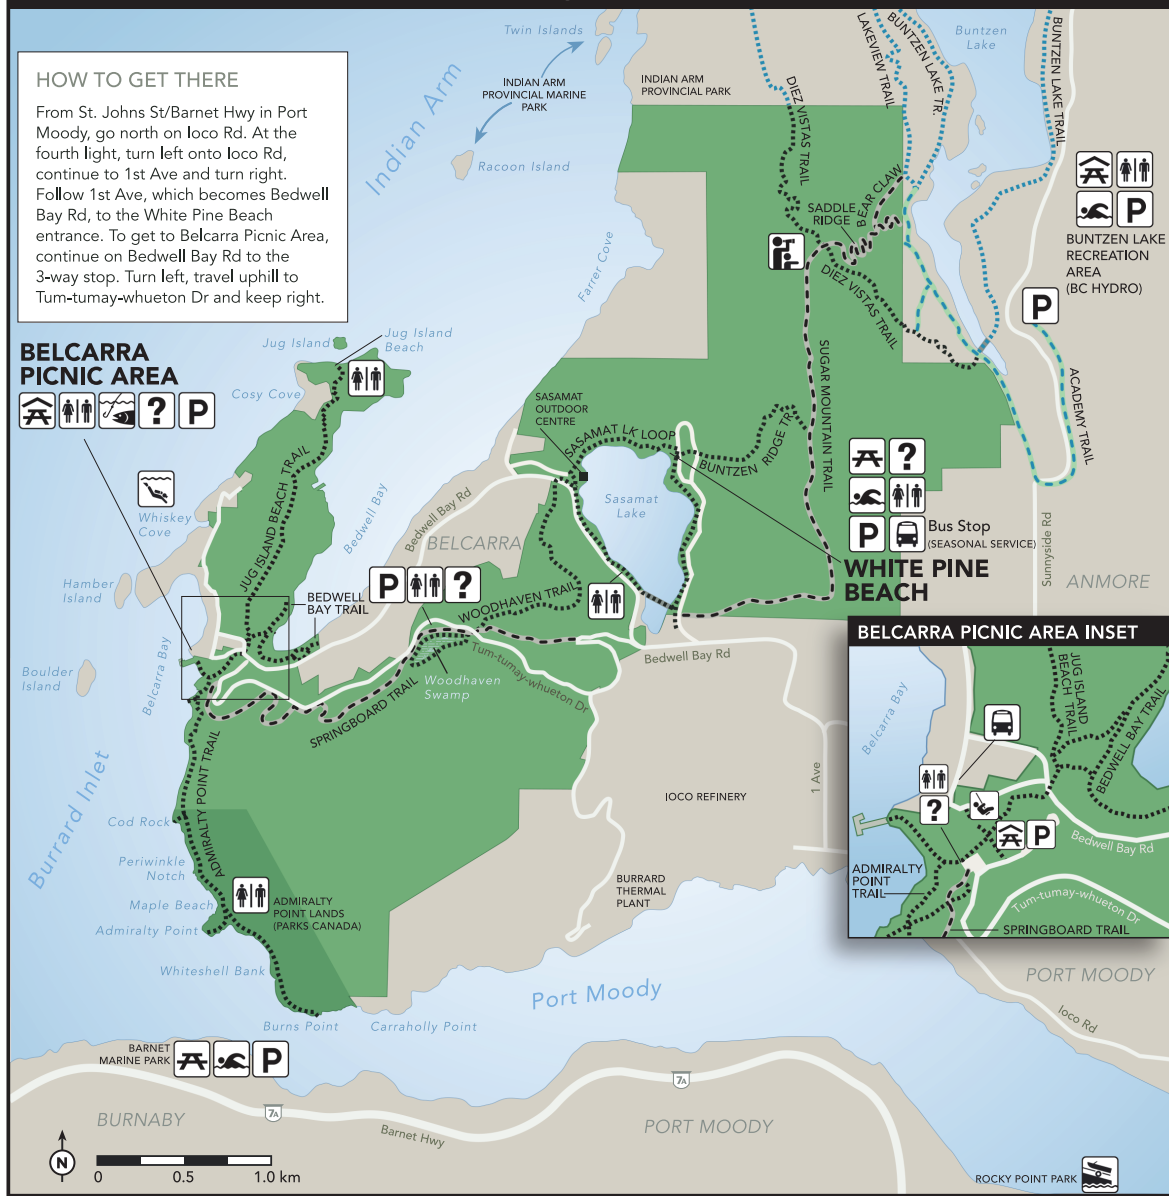 HOW TO GET THERE
From St. Johns St/Barnet Hwy in Port
Moody, go north on Ioco Rd. At the
fourth light, turn left onto Ioco Rd,
continue to 1st Ave and turn right.
Follow 1st Ave, which becomes Bedwell
Bay Rd, to the White Pine Beach
entrance. To get to Belcarra Picnic Area,
continue on Bedwell Bay Rd to the
3-way stop. Turn left, travel uphill to
Tum-tumay-whueton Dr and keep right.
Twin Islands
INDIAN ARM
PROVINCIAL MARINE
PARK
Racoon Island
Indian Arm
INDIAN ARM
PROVINCIAL PARK
DIEZ VISTAS TRAIL
LAKEVIEW TRAIL
BUNTZEN LAKE TR.
Buntzen
Lake
BUNTZEN LAKE TRAIL
P
BUNTZEN LAKE
RECREATION
AREA
(BC HYDRO)
P
ACADEMY TRAIL
BEAR CLAW
SADDLE
RIDGE
DIEZ VISTAS TRAIL
SUGAR MOUNTAIN TRAIL
Farrer Cove
Jug Island
Jug Island
Beach
BELCARRA
PICNIC AREA
? P
Cosy Cove
JUG ISLAND BEACH TRAIL
Whiskey
Cove
Bedwell Bay
Bedwell Bay Rd
BELCARRA
SASAMAT
OUTDOOR
CENTRE
SASAMAT LK LOOP
BUNTZEN
RIDGE TR.
Sasamat
Lake
?
P
Bus Stop
(SEASONAL SERVICE)
WHITE PINE
BEACH
Sunnyside Rd
ANMORE
Hamber
Island
BEDWELL
BAY TRAIL
P ?
WOODHAVEN TRAIL
Boulder
Island
Belcarra Bay
Woodhaven
Swamp
Tum-tumay-whueton Dr
Bedwell Bay Rd
SPRINGBOARD TRAIL
ADMIRALTY POINT TRAIL
Burrard Inlet
Cod Rock
Periwinkle
Notch
Maple Beach
Admiralty Point
ADMIRALTY
POINT LANDS
(PARKS CANADA)
Whiteshell Bank
Burns Point
Carraholly Point
IOCO REFINERY
1 Ave
BURRARD
THERMAL
PLANT
Port Moody
BELCARRA PICNIC AREA INSET
Belcarra Bay
JUG ISLAND
BEACH TRAIL
BEDWELL BAY TRAIL
?
P
Bedwell Bay Rd
ADMIRALTY
POINT
TRAIL
Tum-tumay-whueton Dr
SPRINGBOARD TRAIL
PORT MOODY
Ioco Rd
BARNET
MARINE PARK
P
BURNABY
7A
Barnet Hwy
7A
PORT MOODY
N
0 0.5 1.0 km
ROCKY POINT PARK